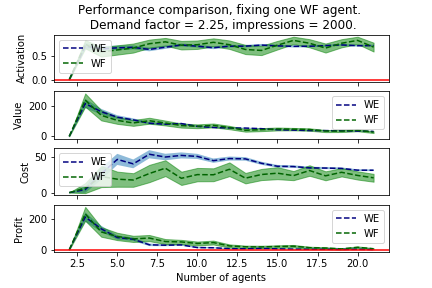 Performance comparison, fixing one WF agent.
Demand factor = 2.25, impressions = 2000.
Activation
0.5
0.0
WE
WF
Value
200
0
WE
WF
Cost
50
0
WE
WF
Profit
200
0
WE
WF
2.5 5.0 7.5 10.0 12.5 15.0 17.5 20.0
Number of agents